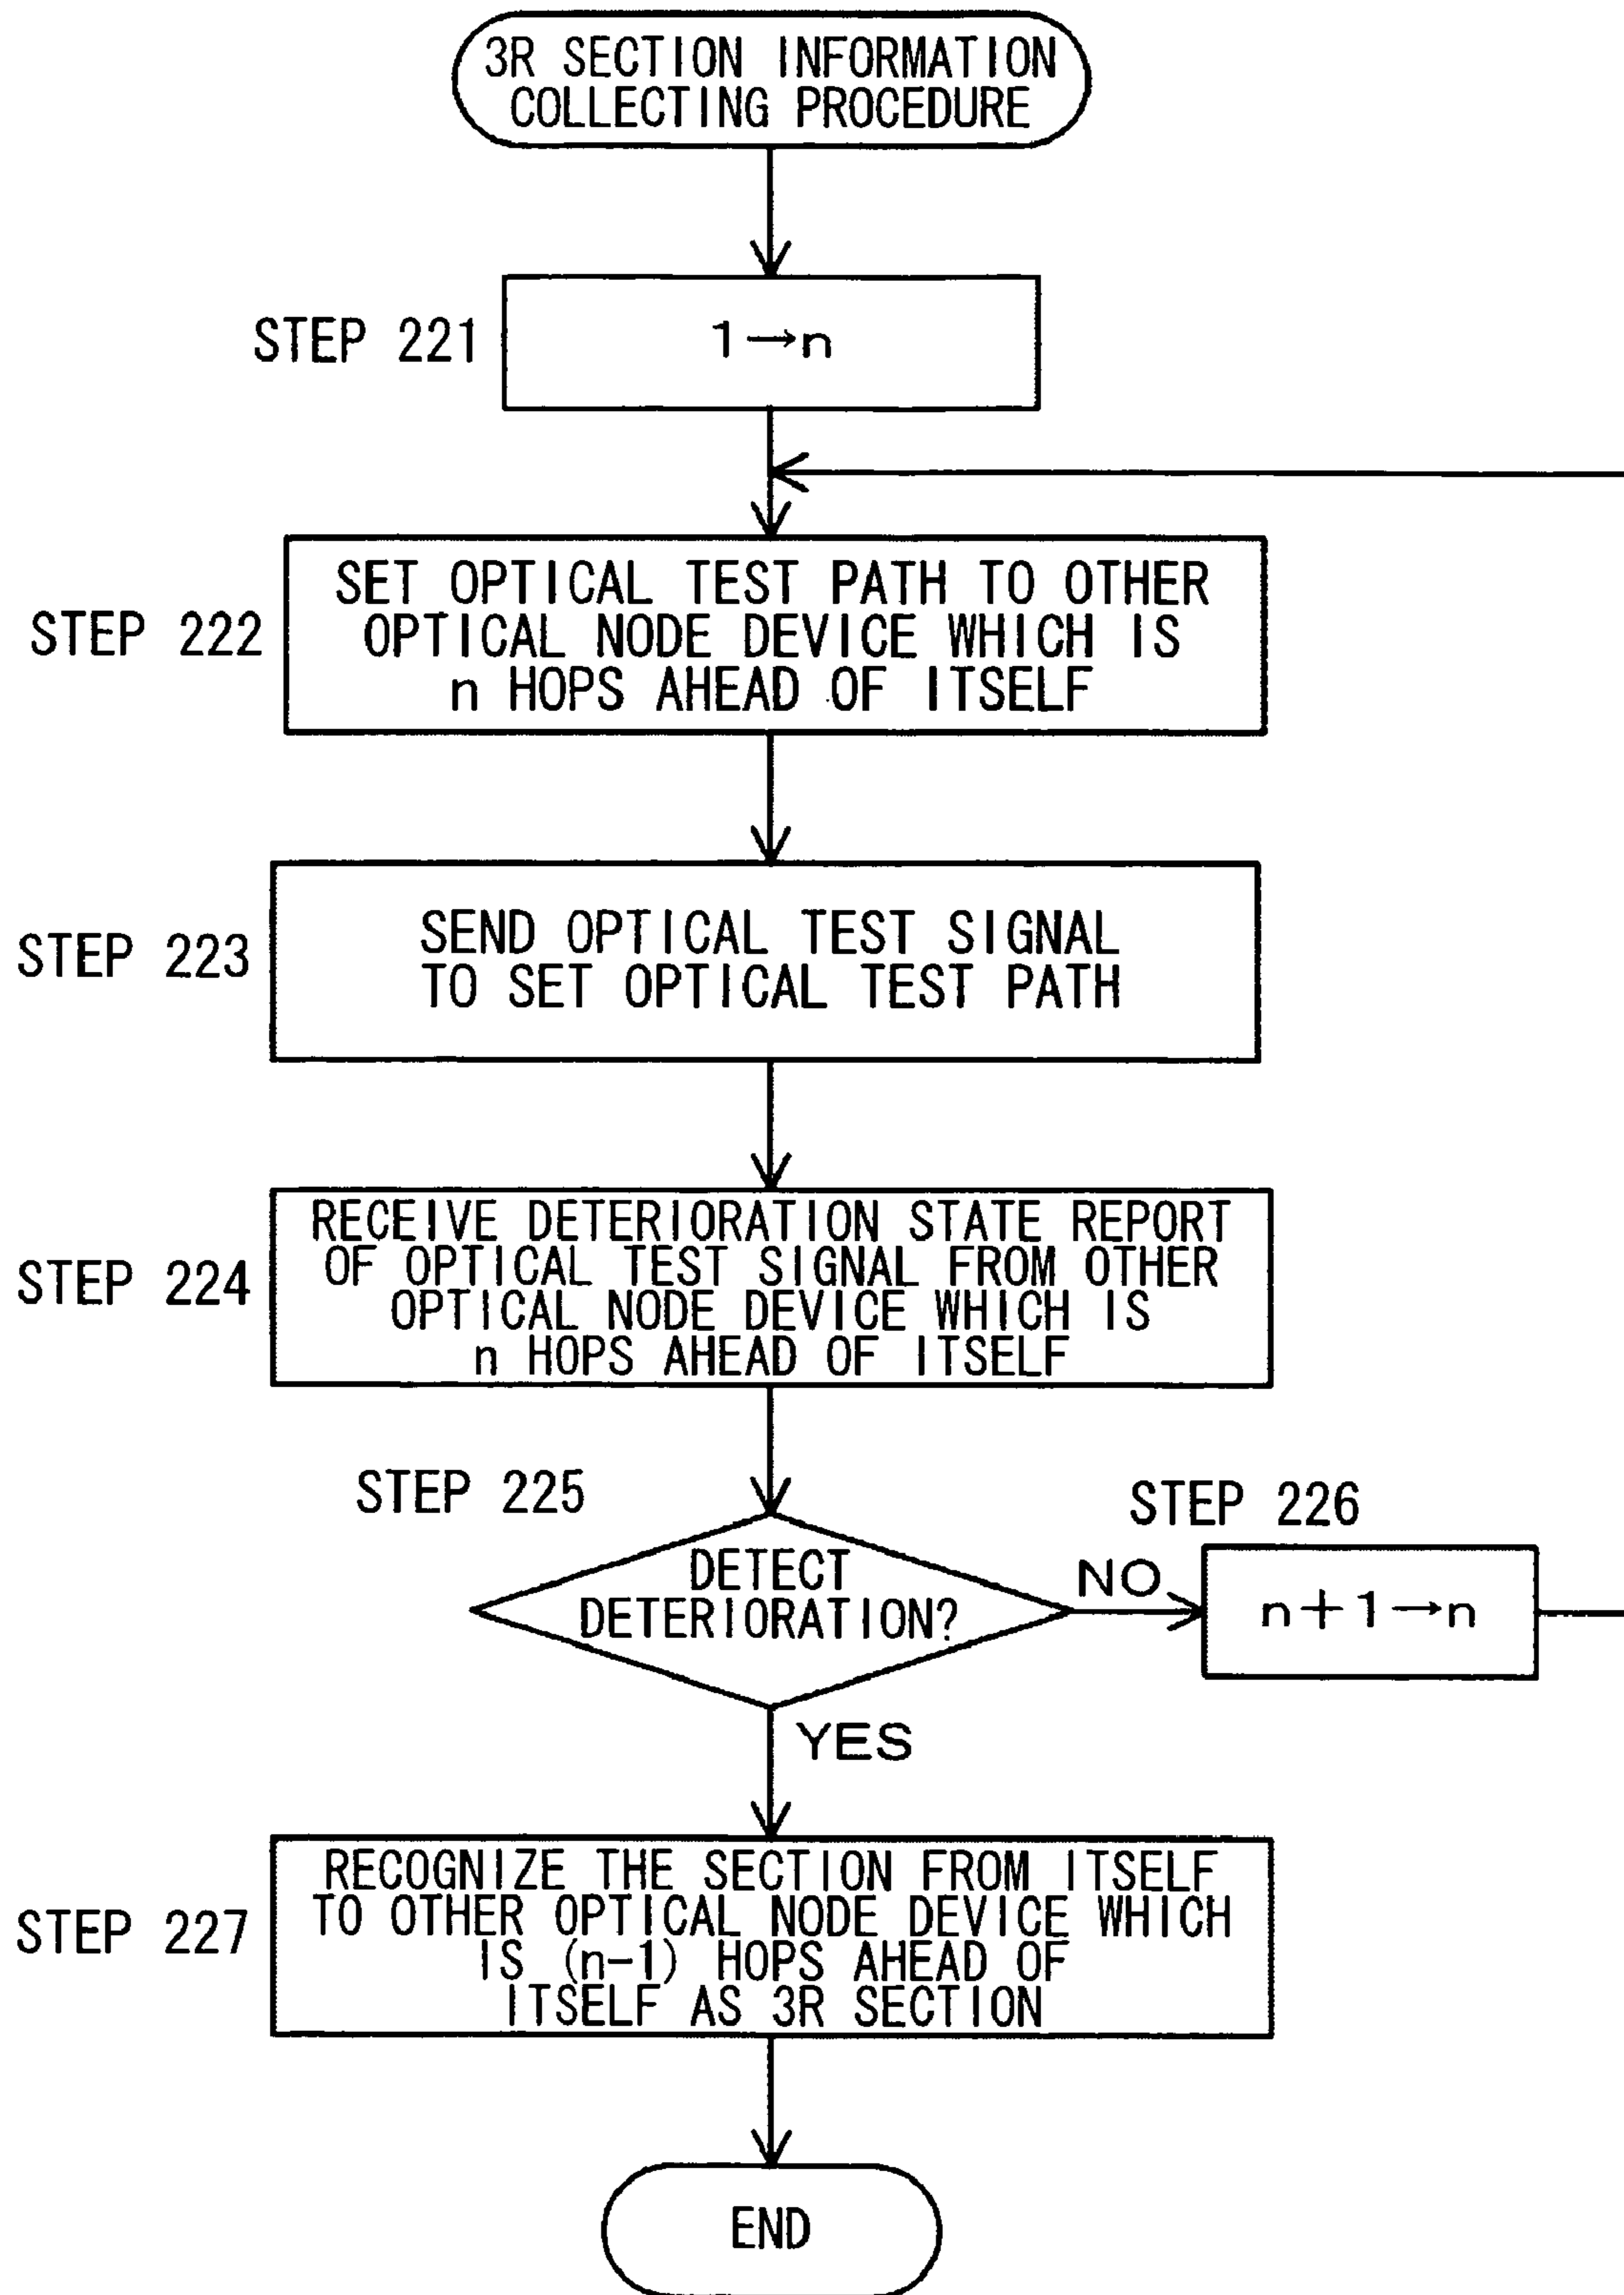 3R SECTION INFORMATION
COLLECTING PROCEDURE
STEP 221
1→n
STEP 222
SET OPTICAL TEST PATH TO OTHER
OPTICAL NODE DEVICE WHICH IS
n HOPS AHEAD OF ITSELF
STEP 223
SEND OPTICAL TEST SIGNAL
TO SET OPTICAL TEST PATH
STEP 224
RECEIVE DETERIORATION STATE REPORT
OF OPTICAL TEST SIGNAL FROM OTHER
OPTICAL NODE DEVICE WHICH IS
n HOPS AHEAD OF ITSELF
STEP 225
DETECT
DETERIORATION?
NO
STEP 226
n+1→n
YES
STEP 227
RECOGNIZE THE SECTION FROM ITSELF
TO OTHER OPTICAL NODE DEVICE WHICH
IS (n-1) HOPS AHEAD OF
ITSELF AS 3R SECTION
END